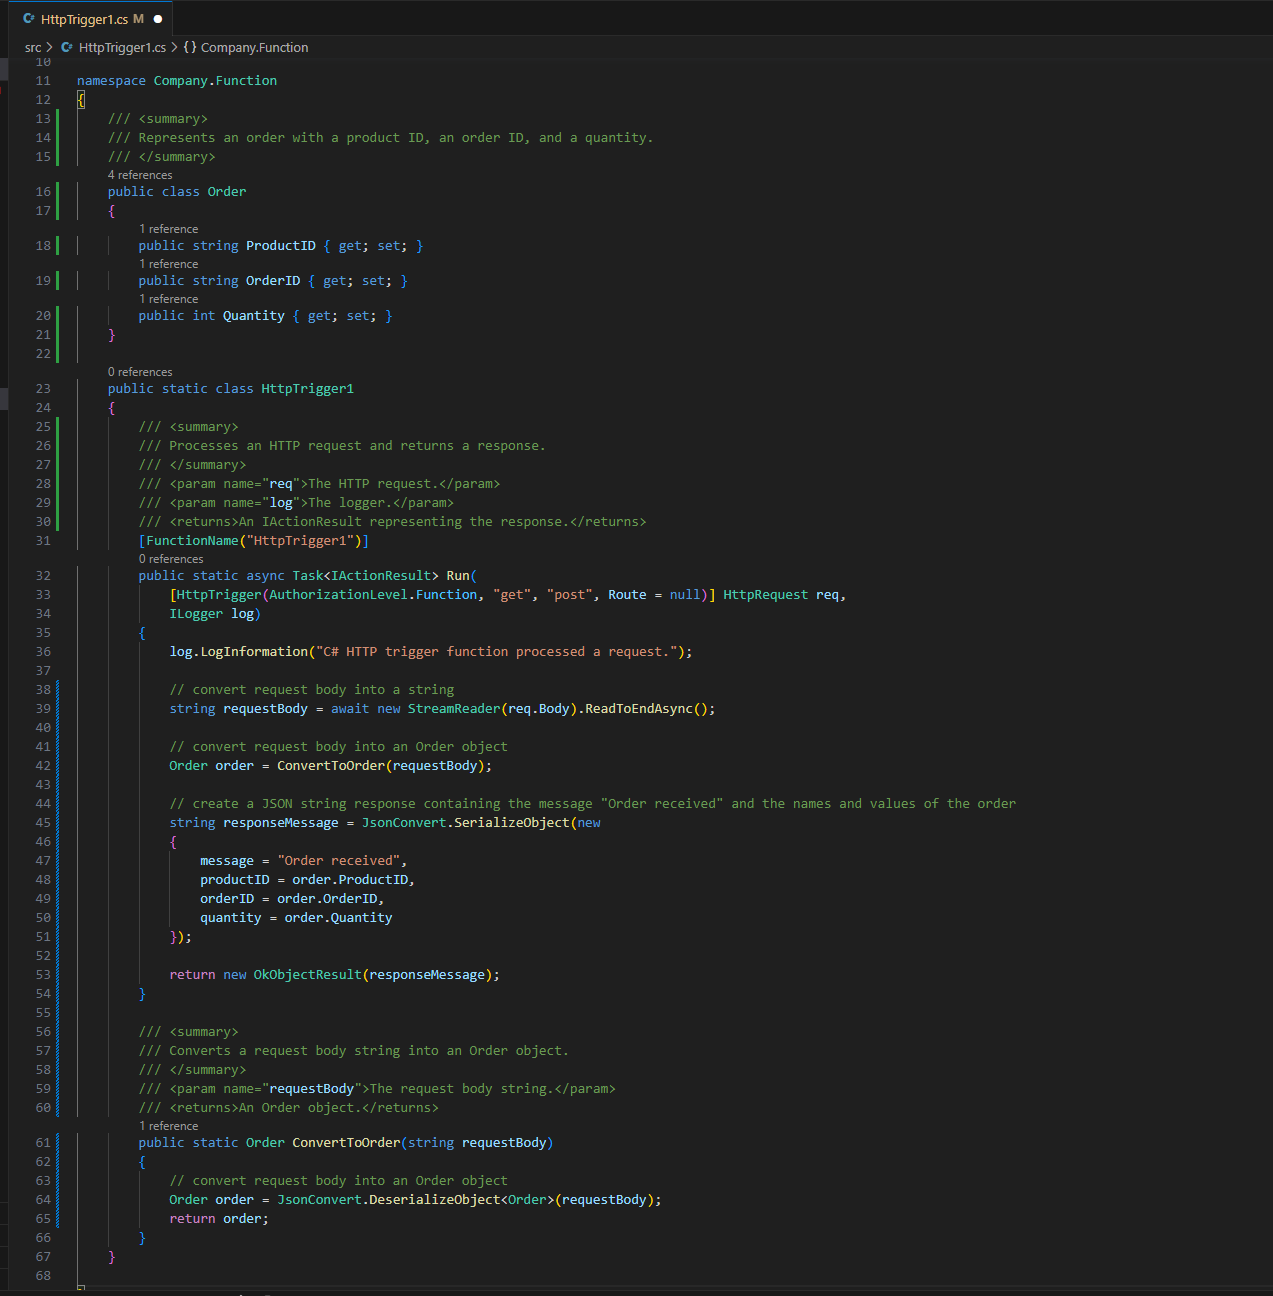 HttpTrigger1.cs M
src > HttpTrigger1.cs > {} Company.Function
10
11 namespace Company.Function
12 {
13 /// <summary>
14 /// Represents an order with a product ID, an order ID, and a quantity.
15 /// </summary>
4 references
16 public class Order
17 {
1 reference
18 public string ProductID { get; set; }
1 reference
19 public string OrderID { get; set; }
1 reference
20 public int Quantity { get; set; }
21 }
22
0 references
23 public static class HttpTrigger1
24 {
25 /// <summary>
26 /// Processes an HTTP request and returns a response.
27 /// </summary>
28 /// <param name="req">The HTTP request.</param>
29 /// <param name="log">The logger.</param>
30 /// <returns>An IActionResult representing the response.</returns>
31 [FunctionName("HttpTrigger1")]
0 references
32 public static async Task<IActionResult> Run(
33 [HttpTrigger(AuthorizationLevel.Function, "get", "post", Route = null)] HttpRequest req,
34 ILogger log)
35 {
36 log.LogInformation("C# HTTP trigger function processed a request.");
37
38 // convert request body into a string
39 string requestBody = await new StreamReader(req.Body).ReadToEndAsync();
40
41 // convert request body into an Order object
42 Order order = ConvertToOrder(requestBody);
43
44 // create a JSON string response containing the message "Order received" and the names and values of the order
45 string responseMessage = JsonConvert.SerializeObject(new
46 {
47 message = "Order received",
48 productID = order.ProductID,
49 orderID = order.OrderID,
50 quantity = order.Quantity
51 });
52
53 return new OkObjectResult(responseMessage);
54 }
55
56 /// <summary>
57 /// Converts a request body string into an Order object.
58 /// </summary>
59 /// <param name="requestBody">The request body string.</param>
60 /// <returns>An Order object.</returns>
1 reference
61 public static Order ConvertToOrder(string requestBody)
62 {
63 // convert request body into an Order object
64 Order order = JsonConvert.DeserializeObject<Order>(requestBody);
65 return order;
66 }
67 }
68